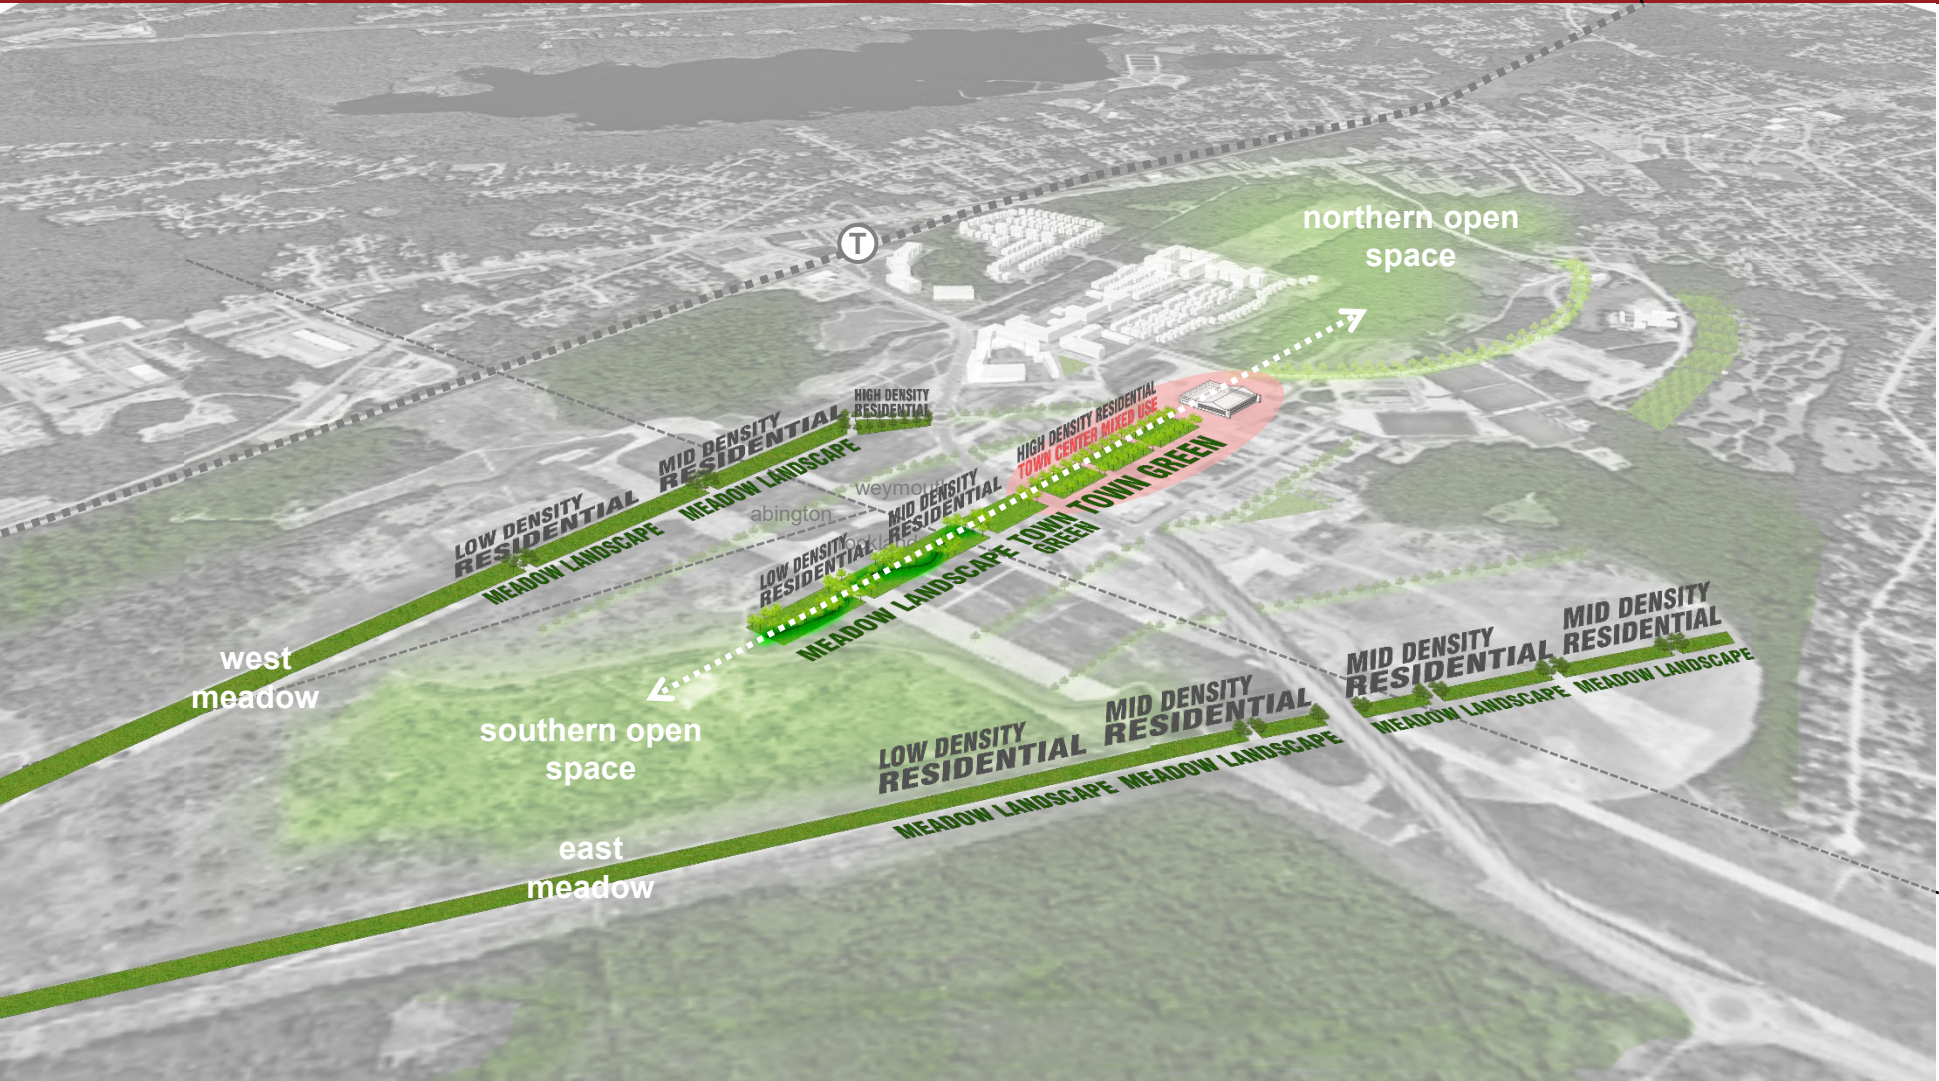 northern open
space
T
HIGH DENSITY
RESIDENTIAL
MID DENSITY
RESIDENTIAL
MEADOW LANDSCAPE
LOW DENSITY
RESIDENTIAL
MEADOW LANDSCAPE
HIGH DENSITY RESIDENTIAL
TOWN CENTER MIXED USE
TOWN GREEN
weymouth
abington
MID DENSITY
RESIDENTIAL
TOWN
GREEN
LOW DENSITY
RESIDENTIAL
MEADOW LANDSCAPE
west
meadow
southern open
space
MID DENSITY
RESIDENTIAL
MEADOW LANDSCAPE
MID DENSITY
RESIDENTIAL
MEADOW LANDSCAPE
MID DENSITY
RESIDENTIAL
MEADOW LANDSCAPE
LOW DENSITY
RESIDENTIAL
MEADOW LANDSCAPE
east
meadow